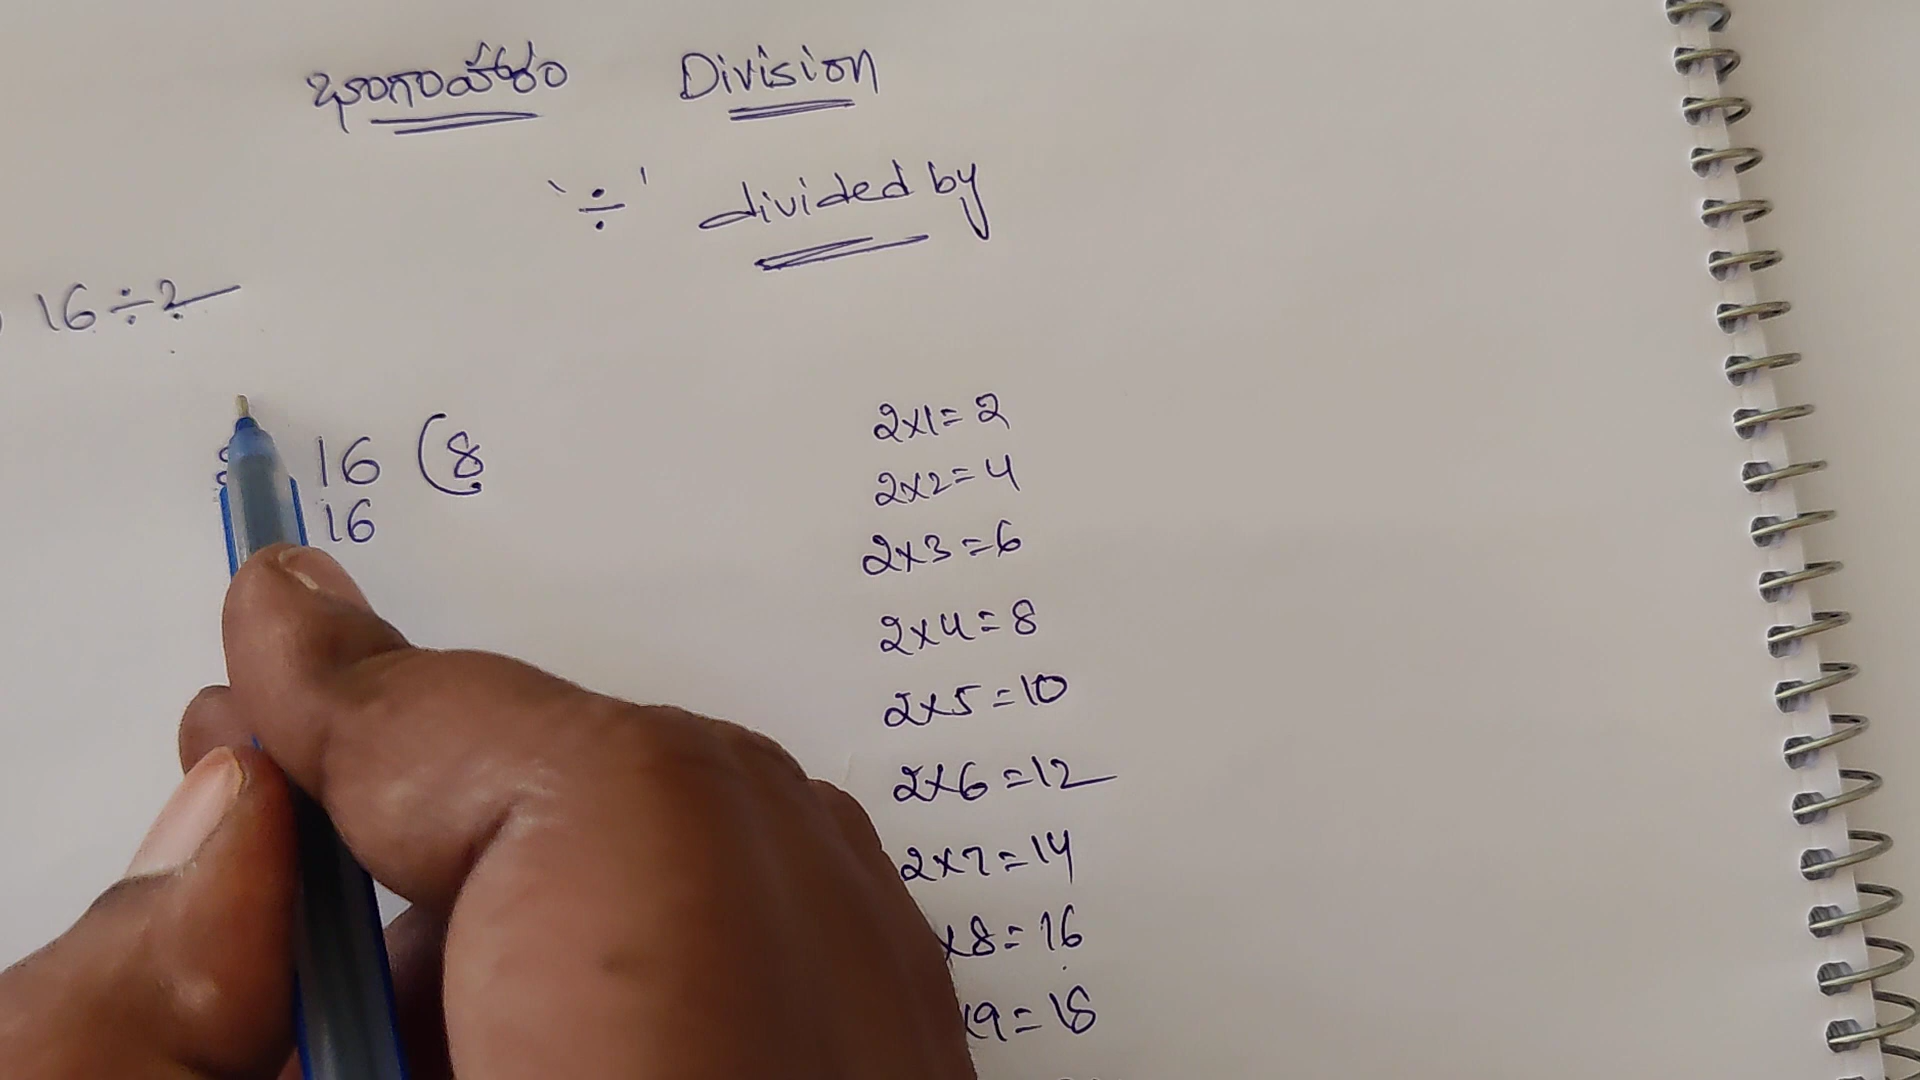 భాగాహారం Division
'÷' divided by
16÷2
16 (8
16
2x1=2
2x2=4
2x3=6
2x4=8
2x5=10
2x6=12
2x7=14
x8=16
x9=18